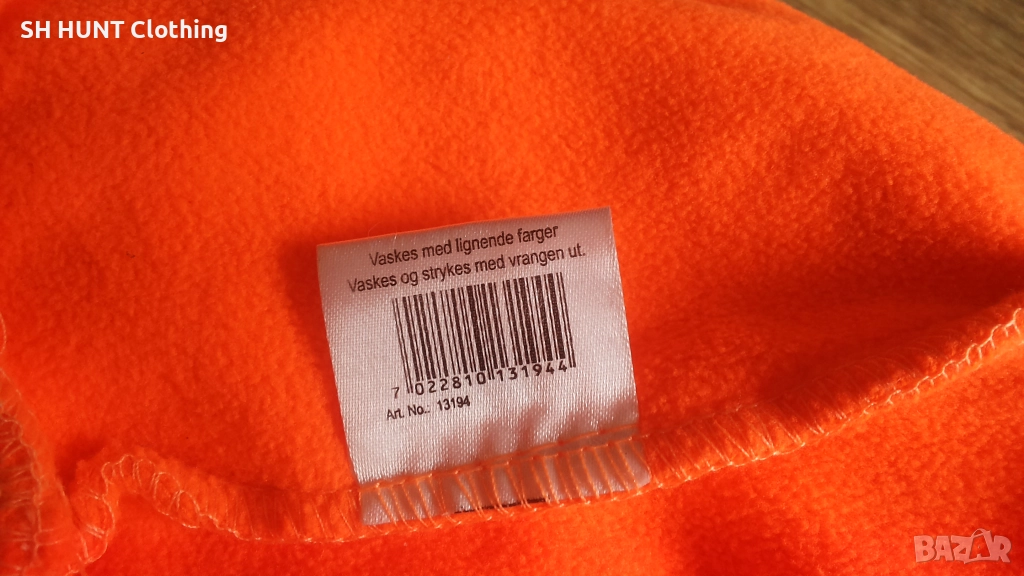 SH HUNT Clothing
Vaskes med lignende farger
Vaskes og strykes med vrangen ut.
7 022810 131944
Art. No.: 13194
BAZAR